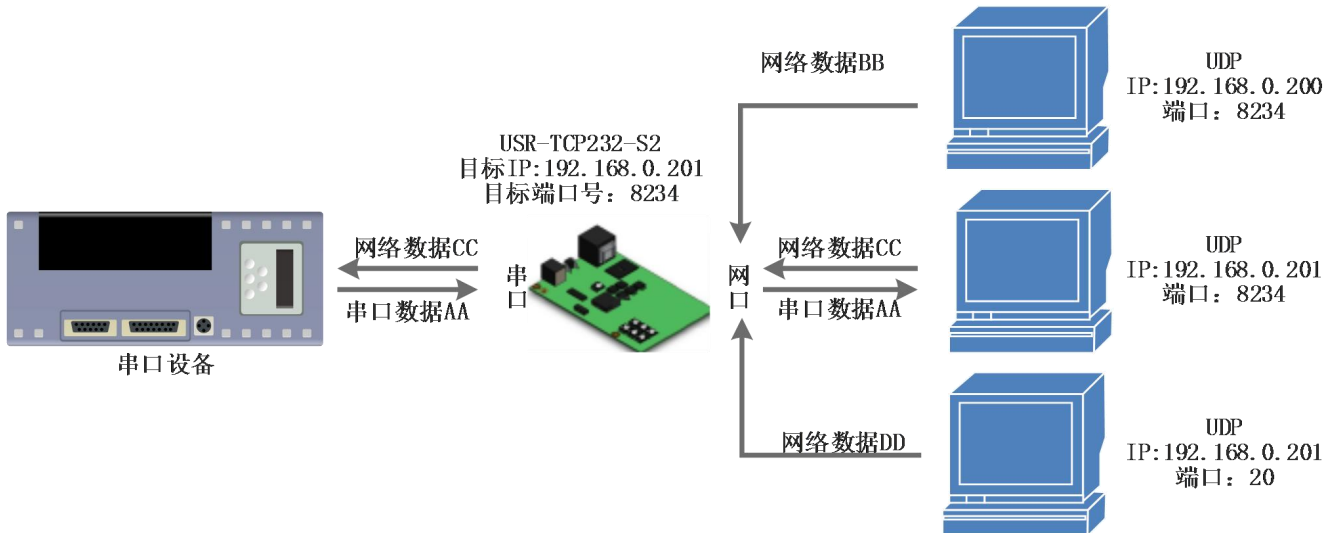 网络数据BB
UDP
IP:192.168.0.200
端口：8234
USR-TCP232-S2
目标IP:192.168.0.201
目标端口号：8234
网络数据CC
串口数据AA
串口
网口
网络数据CC
串口数据AA
UDP
IP:192.168.0.201
端口：8234
串口设备
网络数据DD
UDP
IP:192.168.0.201
端口：20